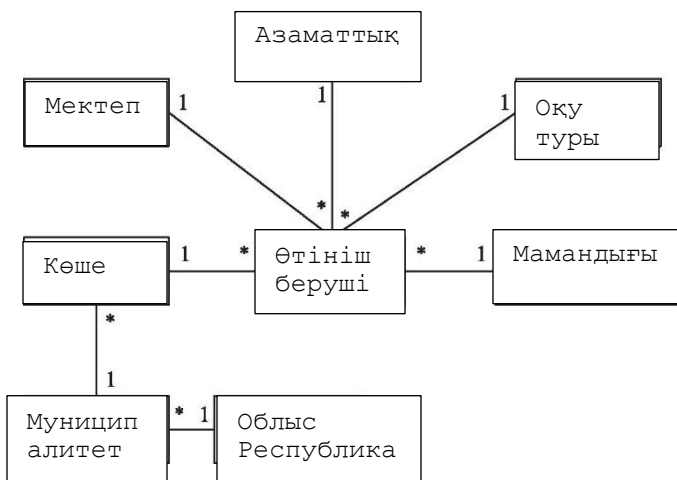 Азаматтық
Мектеп
1
1
1
Оқу
туры
*
*
Көше
1
*
Өтініш
беруші
*
1
Мамандығы
*
1
Муницип
алитет
*
1
Облыс
Республика